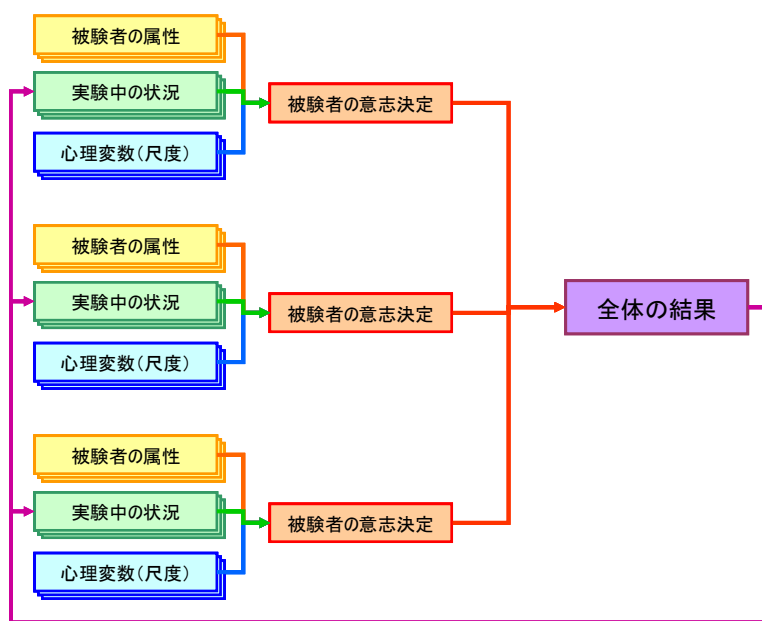 被験者の属性
実験中の状況
心理変数(尺度)
被験者の意志決定
被験者の属性
実験中の状況
心理変数(尺度)
被験者の意志決定
全体の結果
被験者の属性
実験中の状況
心理変数(尺度)
被験者の意志決定